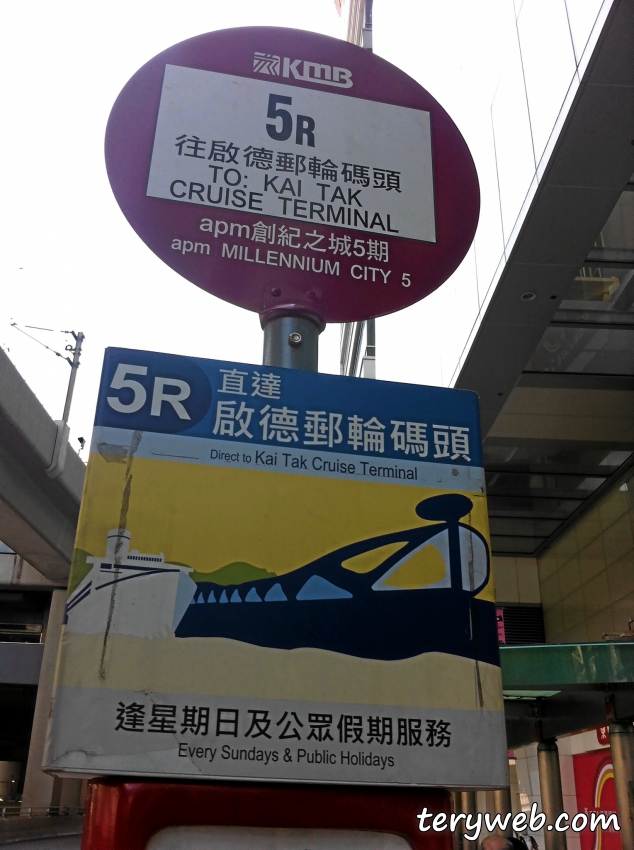 KMB
5R
往啟德郵輪碼頭
TO: KAI TAK
CRUISE TERMINAL
apm創紀之城5期
apm MILLENNIUM CITY 5
5R
直達
啟德郵輪碼頭
Direct to Kai Tak Cruise Terminal
逢星期日及公眾假期服務
Every Sundays & Public Holidays
teryweb.com